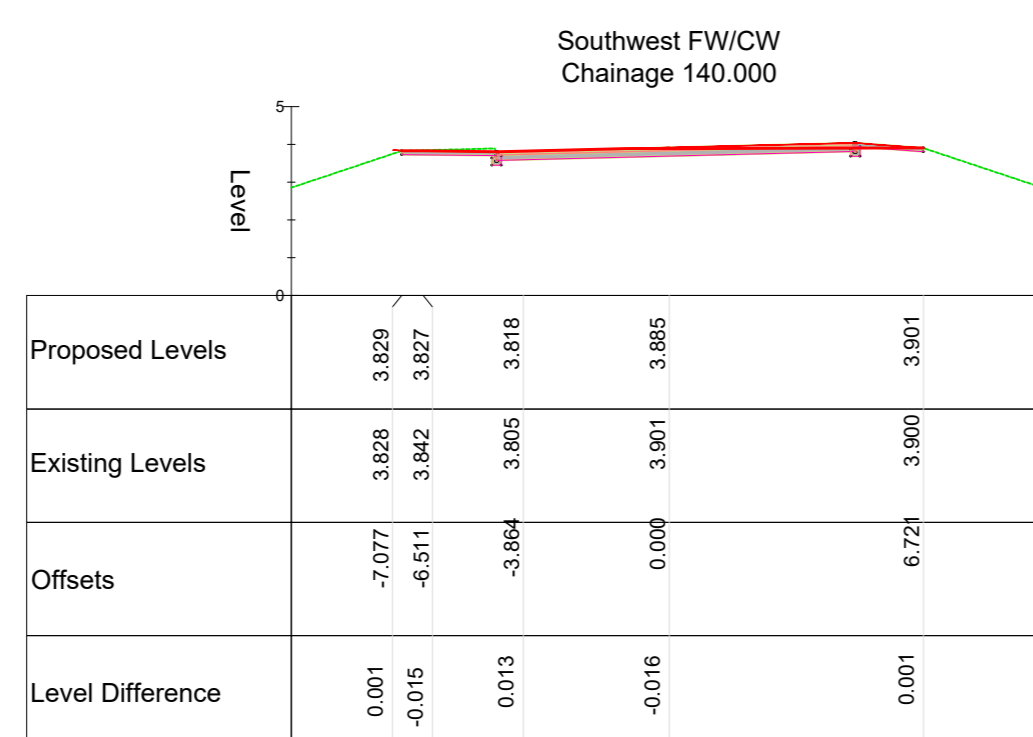 Southwest FW/CW
Chainage 140.000
5
Level
0
Proposed Levels 3.829 3.827 3.818 3.885 3.901
Existing Levels 3.828 3.842 3.805 3.901 3.900
Offsets -7.077 -6.511 -3.864 0.000 6.721
Level Difference 0.001 -0.015 0.013 -0.016 0.001